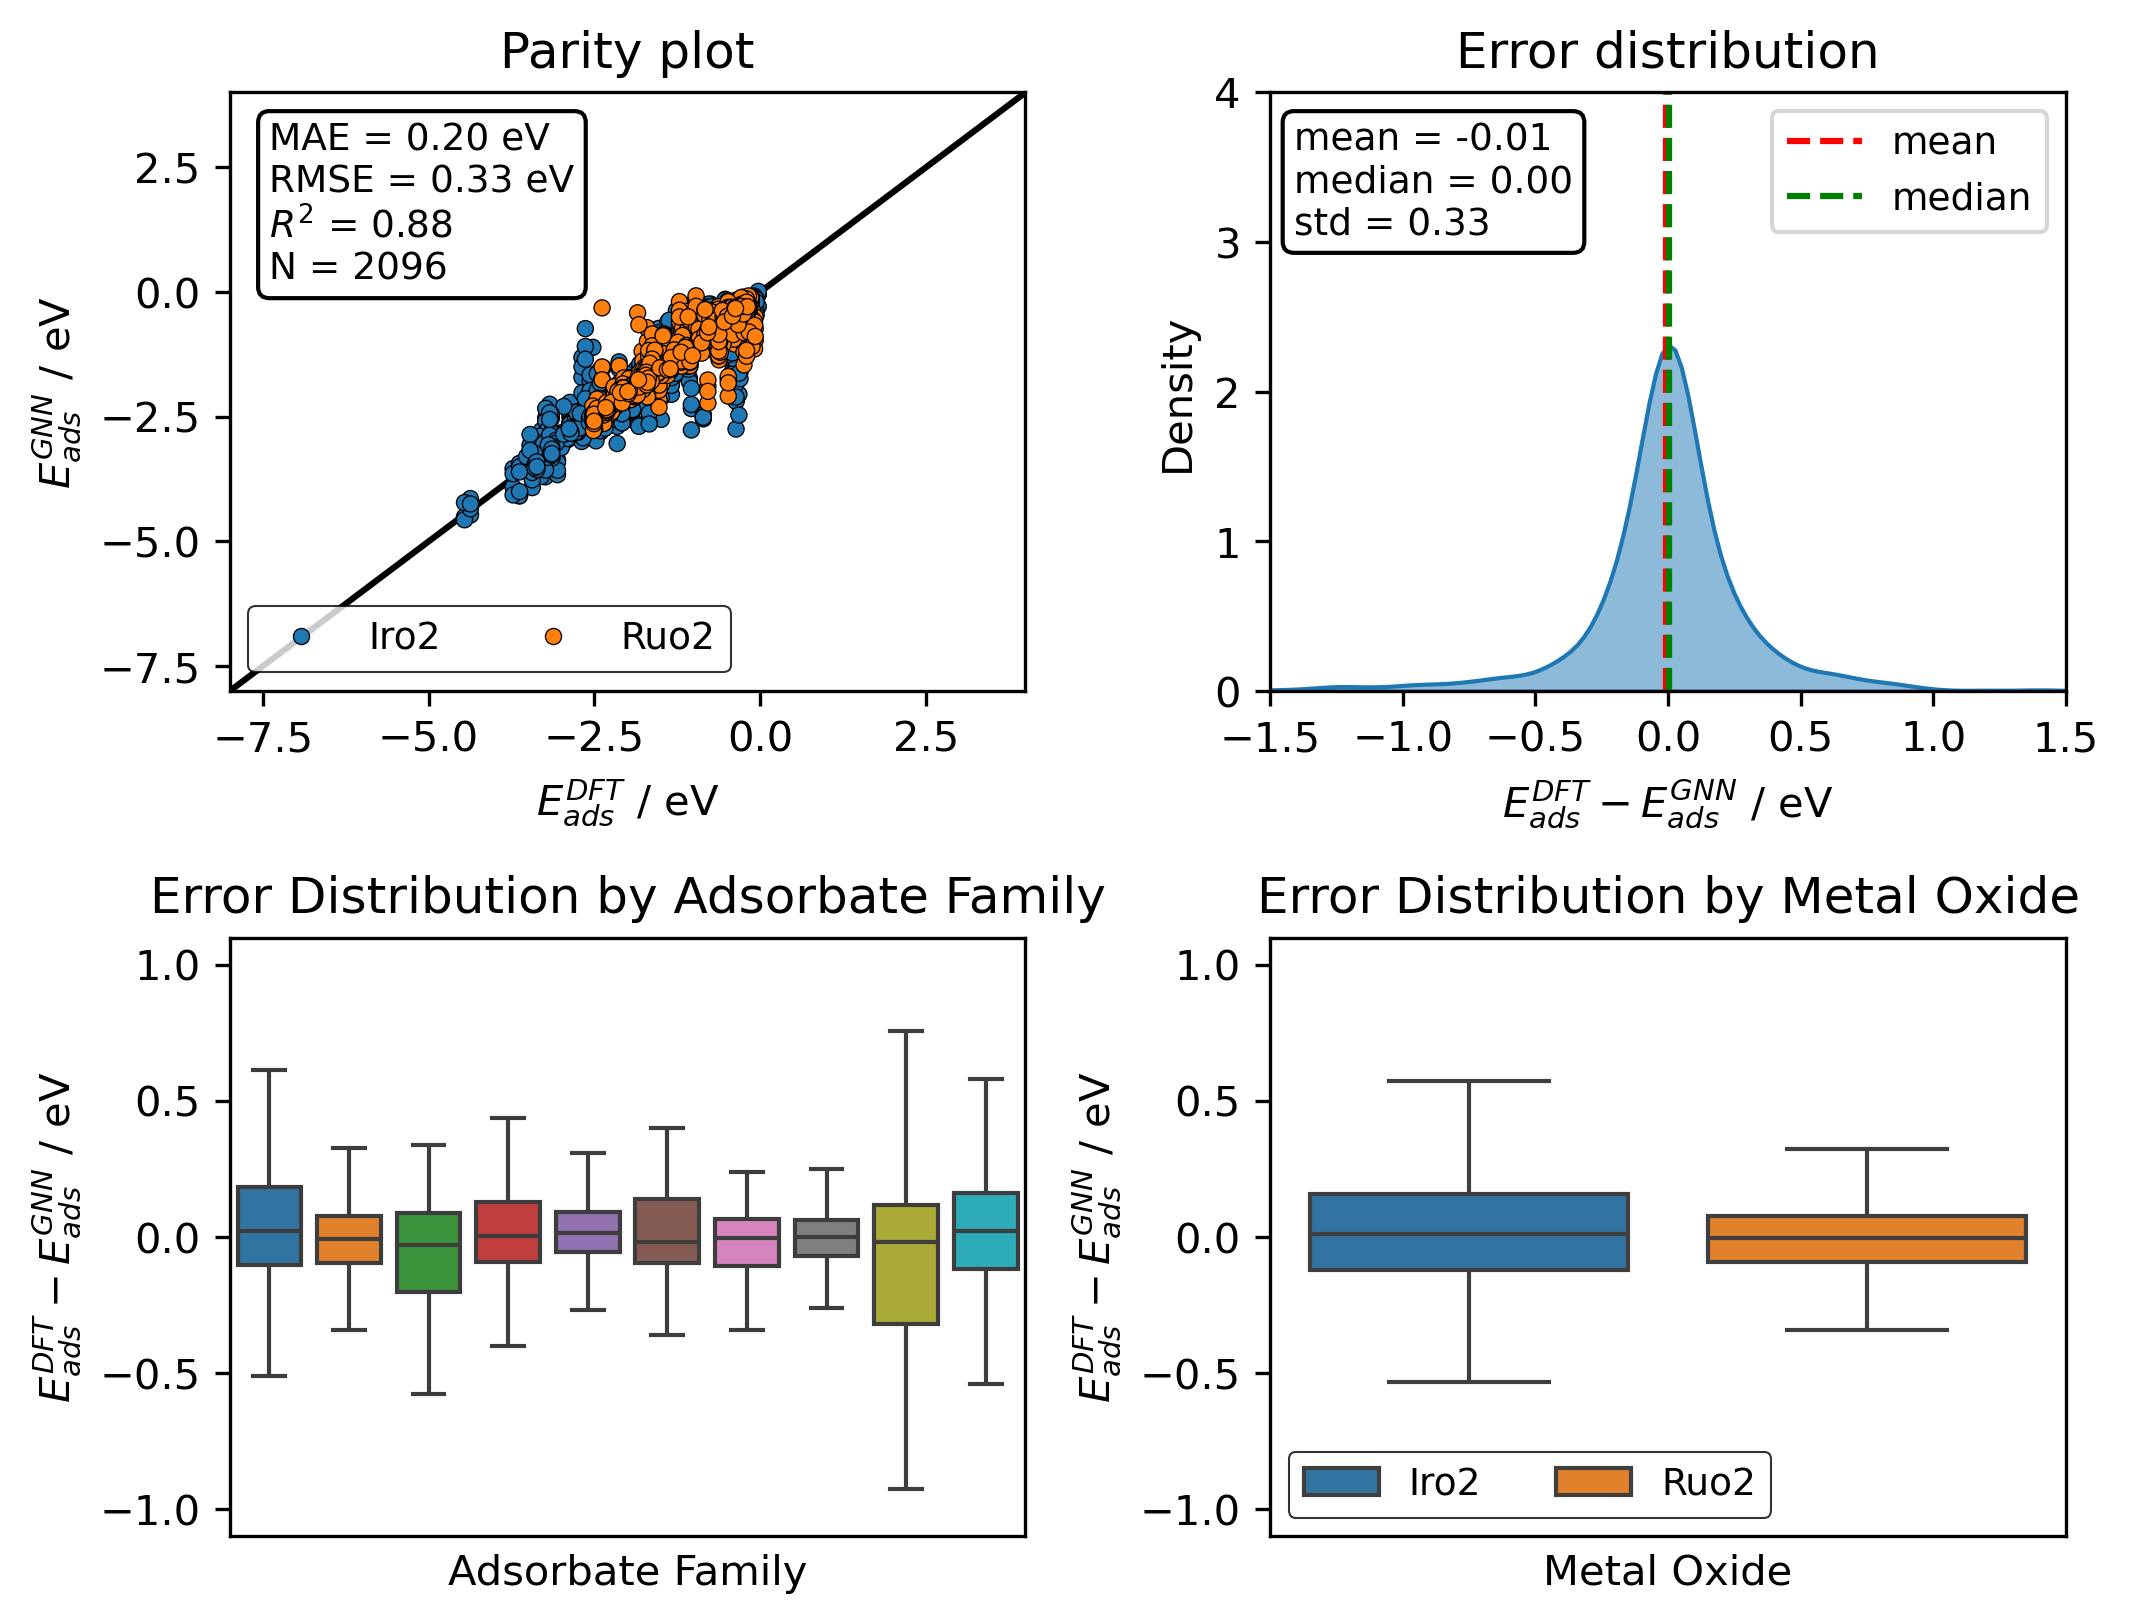 Parity plot
MAE = 0.20 eV
RMSE = 0.33 eV
R² = 0.88
N = 2096
2.5
0.0
−2.5
−5.0
−7.5
E_ads^GNN / eV
Iro2
Ruo2
−7.5
−5.0
−2.5
0.0
2.5
E_ads^DFT / eV
Error distribution
mean = -0.01
median = 0.00
std = 0.33
mean
median
4
3
2
1
0
Density
−1.5
−1.0
−0.5
0.0
0.5
1.0
1.5
E_ads^DFT − E_ads^GNN / eV
Error Distribution by Adsorbate Family
1.0
0.5
0.0
−0.5
−1.0
E_ads^DFT − E_ads^GNN / eV
Adsorbate Family
Error Distribution by Metal Oxide
1.0
0.5
0.0
−0.5
−1.0
E_ads^DFT − E_ads^GNN / eV
Iro2
Ruo2
Metal Oxide